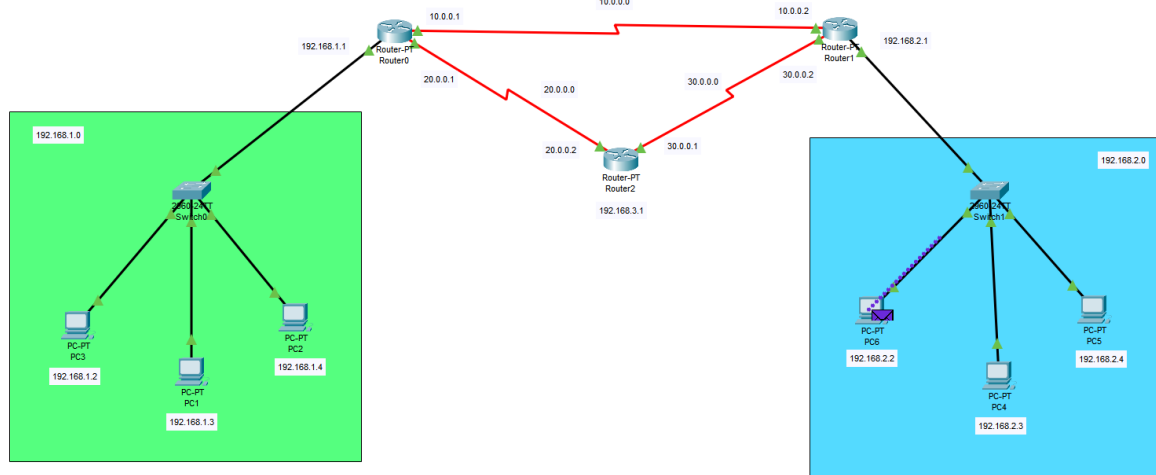 10.0.0.0
10.0.0.1
10.0.0.2
192.168.1.1
Router-PT
Router0
Router-PT
Router1
192.168.2.1
20.0.0.1
30.0.0.0
30.0.0.2
20.0.0.0
20.0.0.2
30.0.0.1
Router-PT
Router2
192.168.3.1
192.168.1.0
192.168.2.0
2960-24TT
Switch0
2960-24TT
Switch1
PC-PT
PC3
192.168.1.2
PC-PT
PC1
192.168.1.3
PC-PT
PC2
192.168.1.4
PC-PT
PC6
192.168.2.2
PC-PT
PC4
192.168.2.3
PC-PT
PC5
192.168.2.4